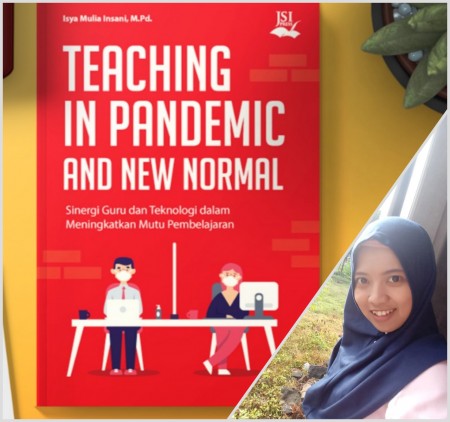 Isya Mulia Insani, M.Pd.
JSI
TEACHING
IN PANDEMIC
AND NEW NORMAL
Sinergi Guru dan Teknologi dalam
Meningkatkan Mutu Pembelajaran